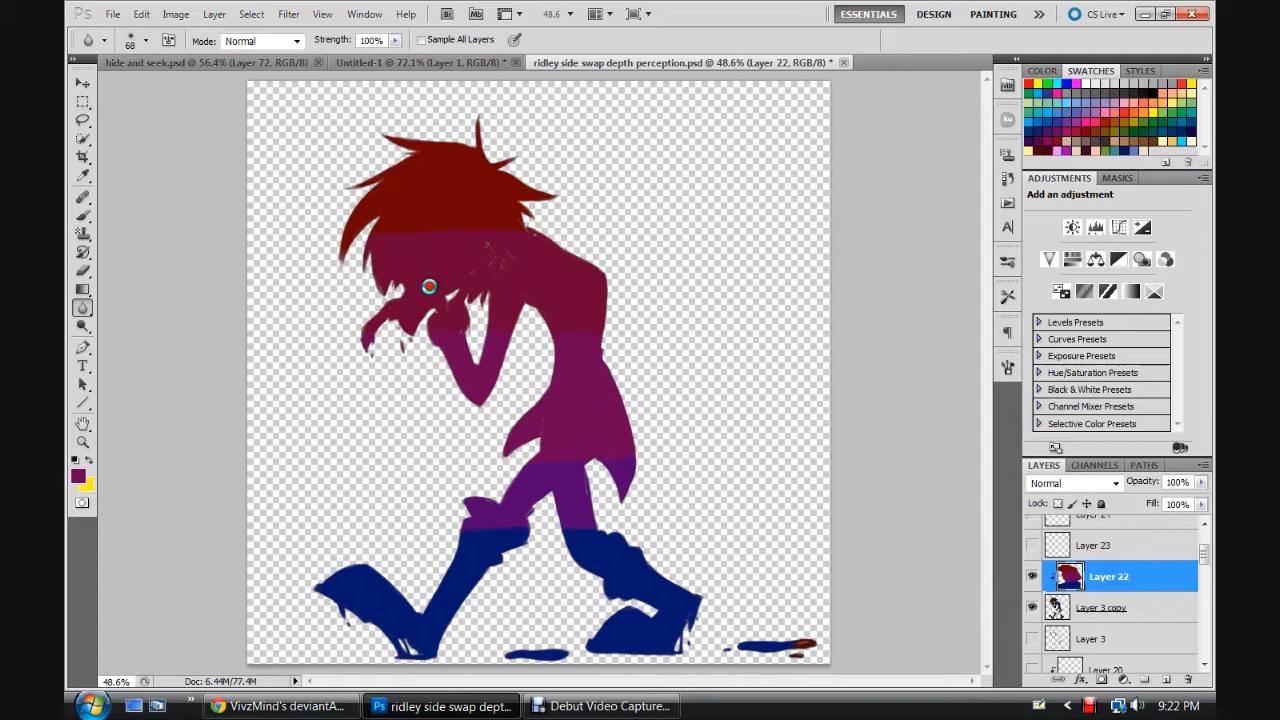 Ps File Edit Image Layer Select Filter View Window Help Br Mb 48.6 ESSENTIALS DESIGN PAINTING CS Live
68 Mode: Normal Strength: 100% Sample All Layers
hide and seek.psd @ 56.4% (Layer 72, RGB/8) Untitled-1 @ 72.1% (Layer 1, RGB/8) * ridley side swap depth perception.psd @ 48.6% (Layer 22, RGB/8) *
COLOR SWATCHES STYLES
ADJUSTMENTS MASKS
Add an adjustment
Levels Presets
Curves Presets
Exposure Presets
Hue/Saturation Presets
Black & White Presets
Channel Mixer Presets
Selective Color Presets
LAYERS CHANNELS PATHS
Normal Opacity: 100%
Lock: Fill: 100%
Layer 23
Layer 22
Layer 3 copy
Layer 3
Layer 20
48.6% Doc: 6.44M/77.4M
VivzMind's deviantA... ridley side swap dept... Debut Video Capture... 9:22 PM